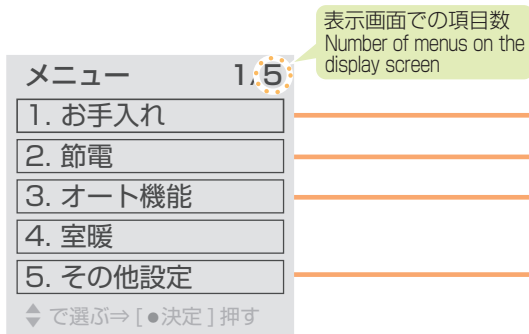 表示画面での項目数
Number of menus on the
display screen
メニュー 1/5
1. お手入れ
2. 節電
3. オート機能
4. 室暖
5. その他設定
で選ぶ⇒[●決定]押す